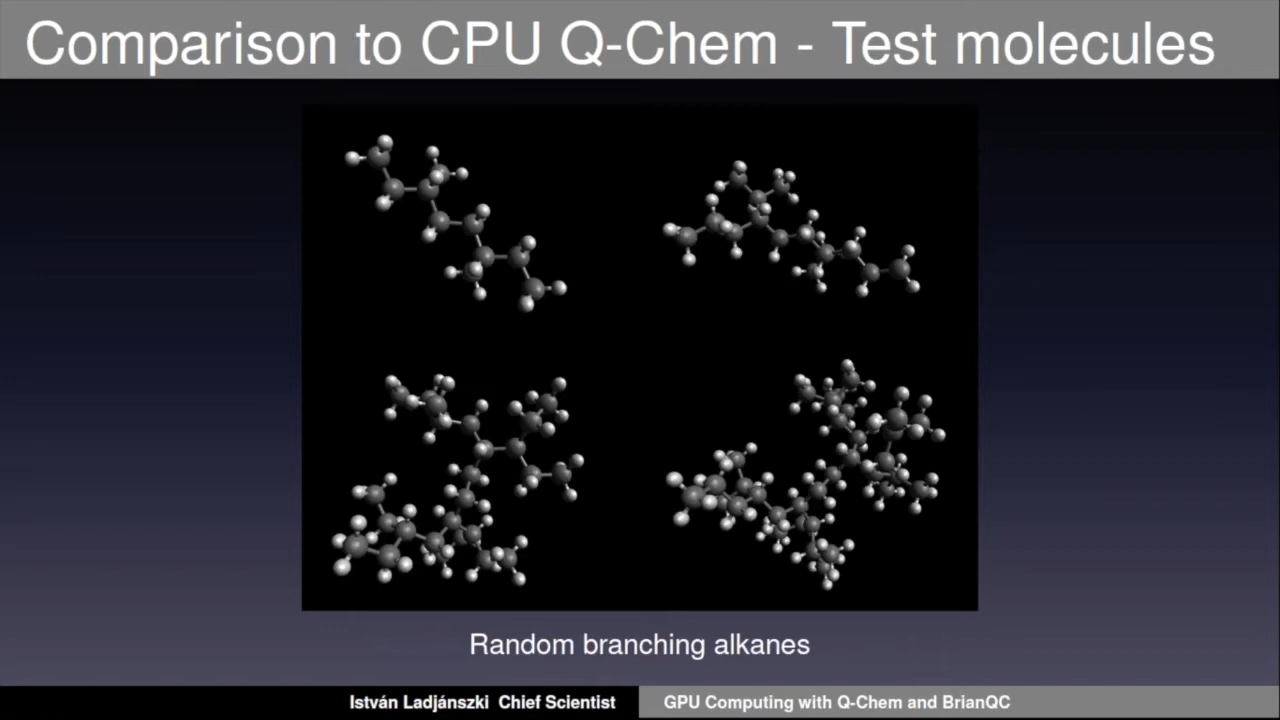 Comparison to CPU Q-Chem - Test molecules
Random branching alkanes
István Ladjánszki Chief Scientist
GPU Computing with Q-Chem and BrianQC